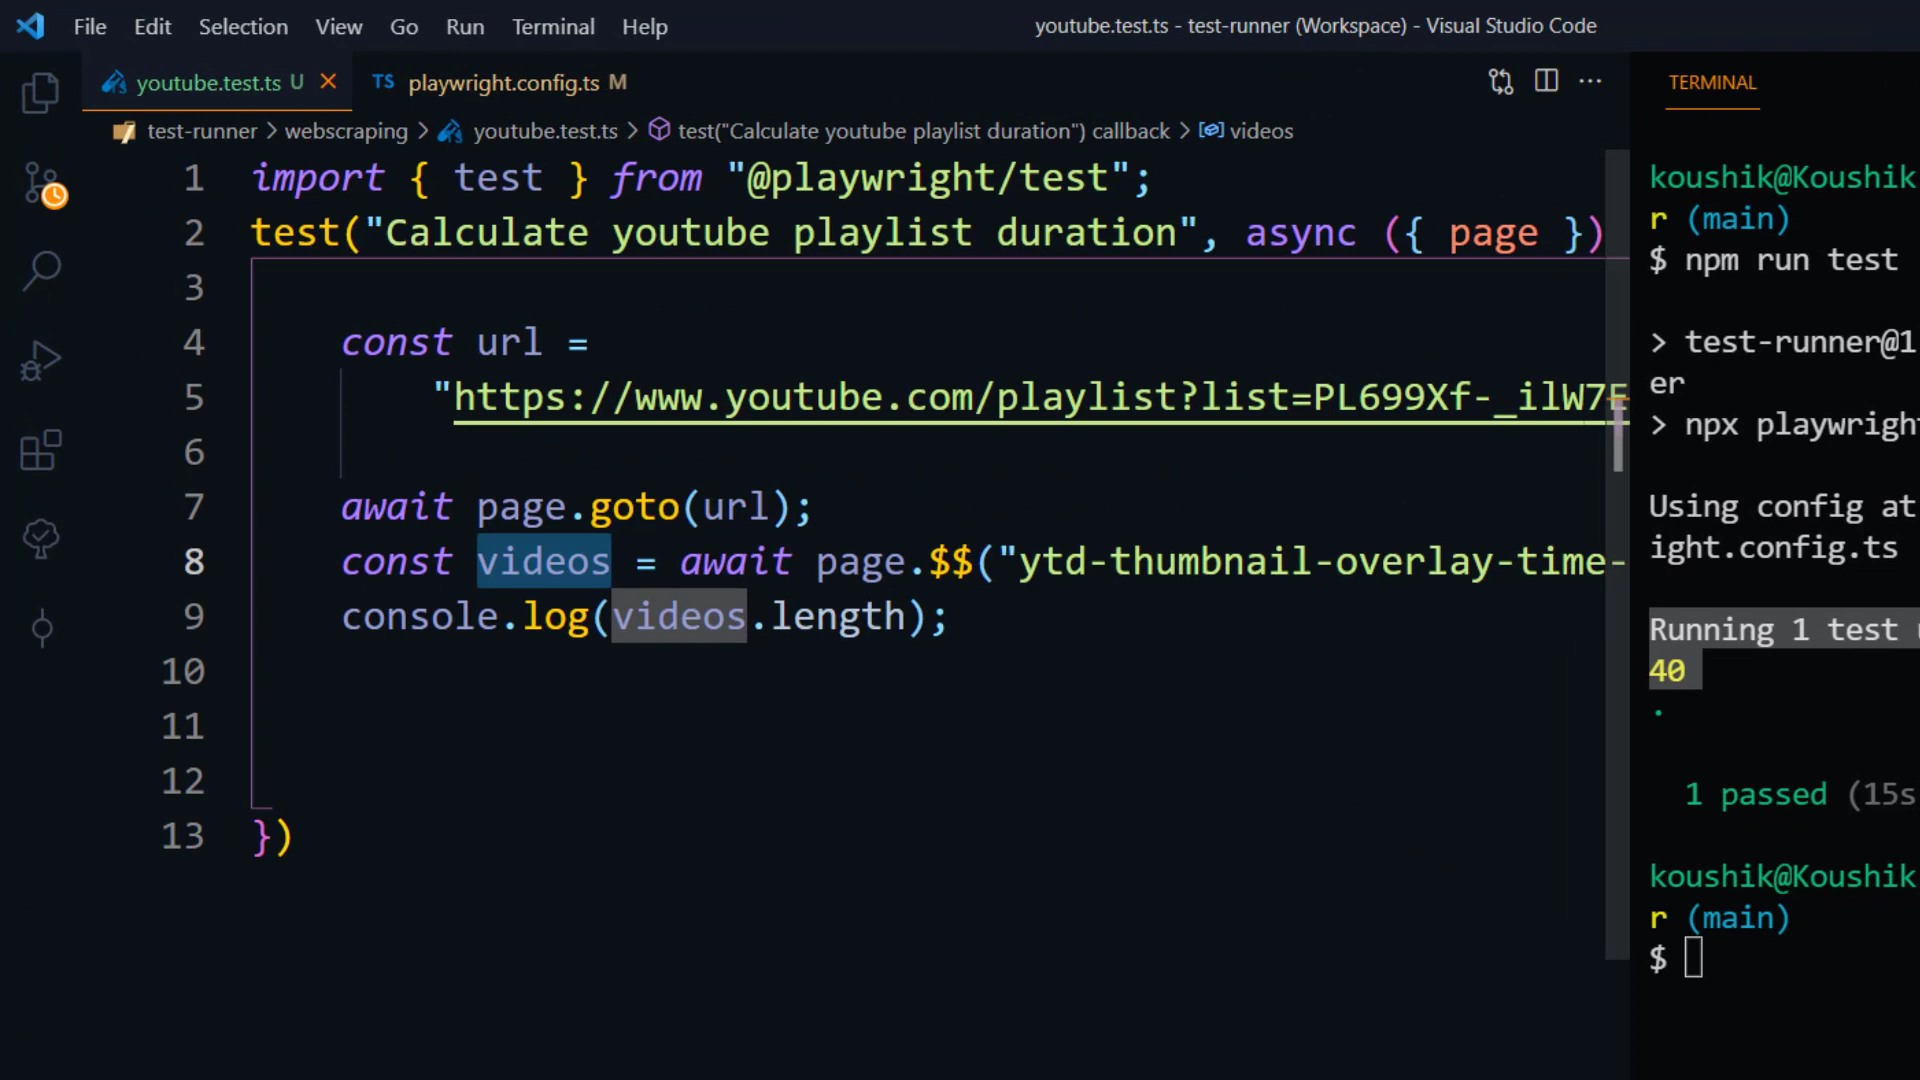 File Edit Selection View Go Run Terminal Help
youtube.test.ts - test-runner (Workspace) - Visual Studio Code
youtube.test.ts U
TS playwright.config.ts M
test-runner > webscraping > youtube.test.ts > test("Calculate youtube playlist duration") callback > videos
1 import { test } from "@playwright/test";
2 test("Calculate youtube playlist duration", async ({ page })
3
4 const url =
5 "https://www.youtube.com/playlist?list=PL699Xf-_ilW7E
6
7 await page.goto(url);
8 const videos = await page.$$("ytd-thumbnail-overlay-time-
9 console.log(videos.length);
10
11
12
13 })
TERMINAL
koushik@Koushik
r (main)
$ npm run test
> test-runner@1
er
> npx playwright
Using config at
ight.config.ts
Running 1 test
40
·
1 passed (15s
koushik@Koushik
r (main)
$